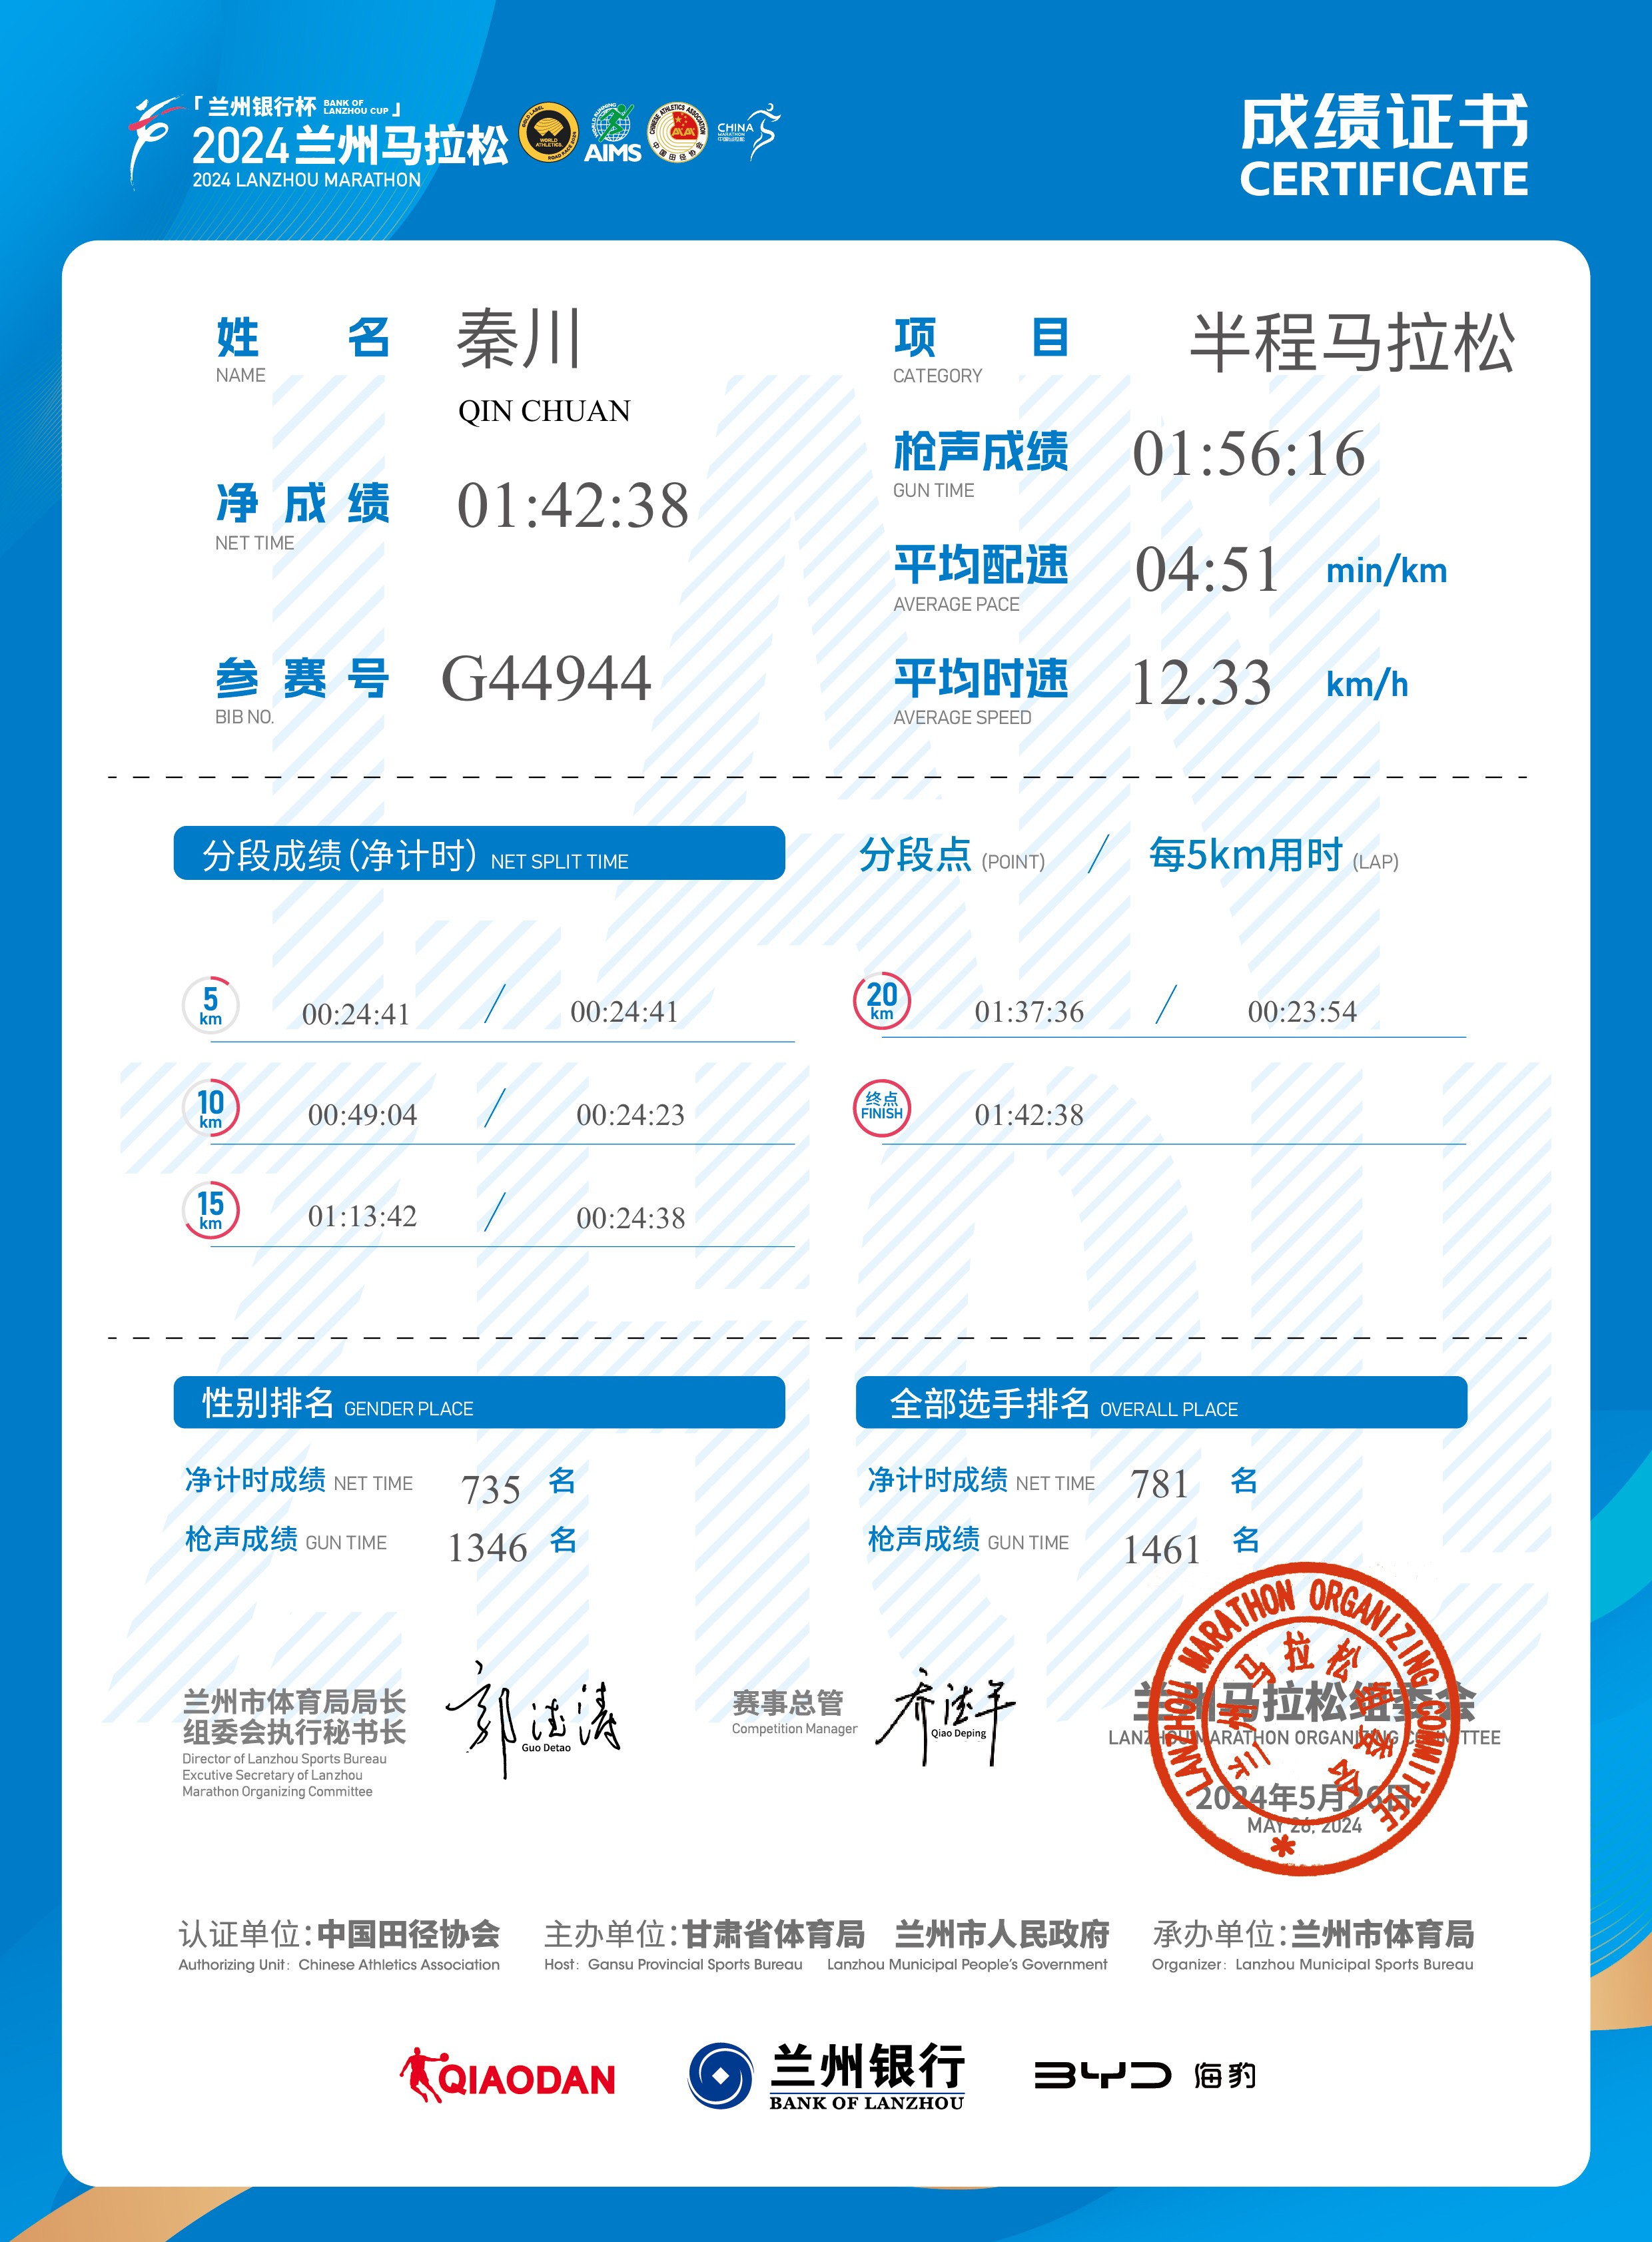 「兰州银行杯 BANK OF LANZHOU CUP」
2024兰州马拉松
2024 LANZHOU MARATHON
AIMS
CHINA
MARATHON
成绩证书
CERTIFICATE
姓名 秦川
NAME
QIN CHUAN
项目 半程马拉松
CATEGORY
枪声成绩 01:56:16
GUN TIME
净成绩 01:42:38
NET TIME
平均配速 04:51 min/km
AVERAGE PACE
参赛号 G44944
BIB NO.
平均时速 12.33 km/h
AVERAGE SPEED
分段成绩(净计时) NET SPLIT TIME
分段点 (POINT) / 每5km用时 (LAP)
5 km 00:24:41 / 00:24:41
20 km 01:37:36 / 00:23:54
10 km 00:49:04 / 00:24:23
终点 FINISH 01:42:38
15 km 01:13:42 / 00:24:38
性别排名 GENDER PLACE
全部选手排名 OVERALL PLACE
净计时成绩 NET TIME 735 名
净计时成绩 NET TIME 781 名
枪声成绩 GUN TIME 1346 名
枪声成绩 GUN TIME 1461 名
兰州市体育局局长
组委会执行秘书长
Director of Lanzhou Sports Bureau
Excutive Secretary of Lanzhou
Marathon Organizing Committee
郭德涛
Guo Detao
赛事总管
Competition Manager
乔德平
Qiao Deping
兰州马拉松组委会
LANZHOU MARATHON ORGANIZING COMMITTEE
2024年5月26日
MAY 26, 2024
LANZHOU MARATHON ORGANIZING COMMITTEE
兰州马拉松组委会
认证单位：中国田径协会
Authorizing Unit: Chinese Athletics Association
主办单位：甘肃省体育局 兰州市人民政府
Host: Gansu Provincial Sports Bureau Lanzhou Municipal People's Government
承办单位：兰州市体育局
Organizer: Lanzhou Municipal Sports Bureau
QIAODAN
兰州银行
BANK OF LANZHOU
BYD 海豹